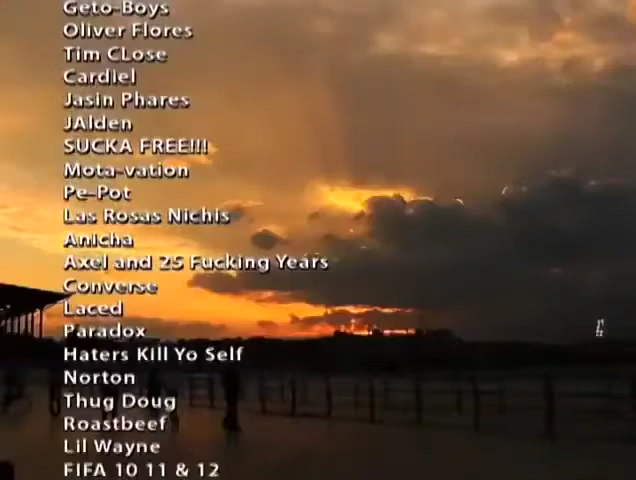 Geto-Boys
Oliver Flores
Tim CLose
Cardiel
Jasin Phares
JAlden
SUCKA FREE!!!
Mota-vation
Pe-Pot
Las Rosas Nichis
Anicha
Axel and 25 Fucking Years
Converse
Laced
Paradox
Haters Kill Yo Self
Norton
Thug Doug
Roastbeef
Lil Wayne
FIFA 10 11 & 12